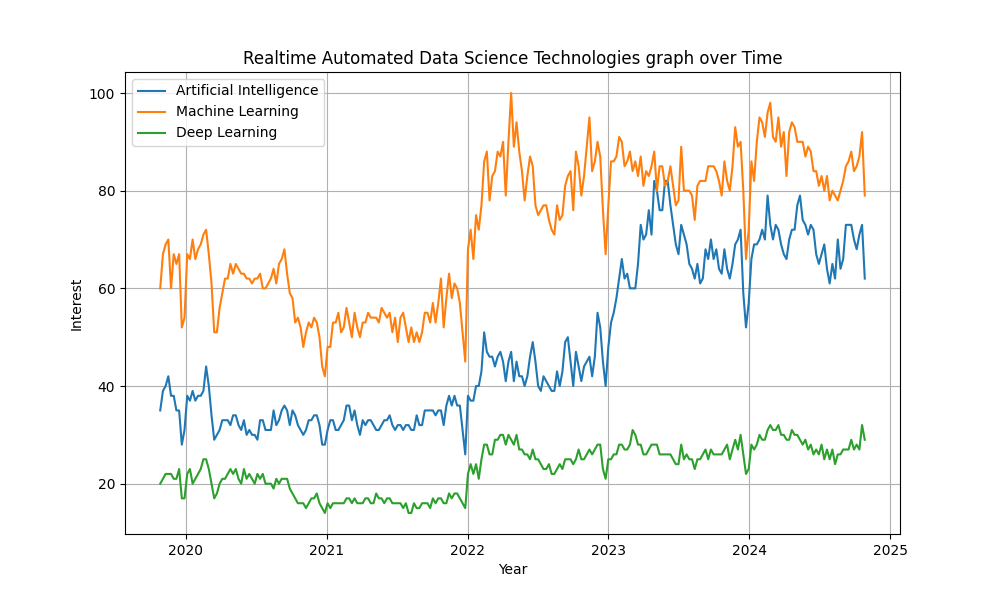 Realtime Automated Data Science Technologies graph over Time
Artificial Intelligence
Machine Learning
Deep Learning
Interest
100
80
60
40
20
2020 2021 2022 2023 2024 2025
Year